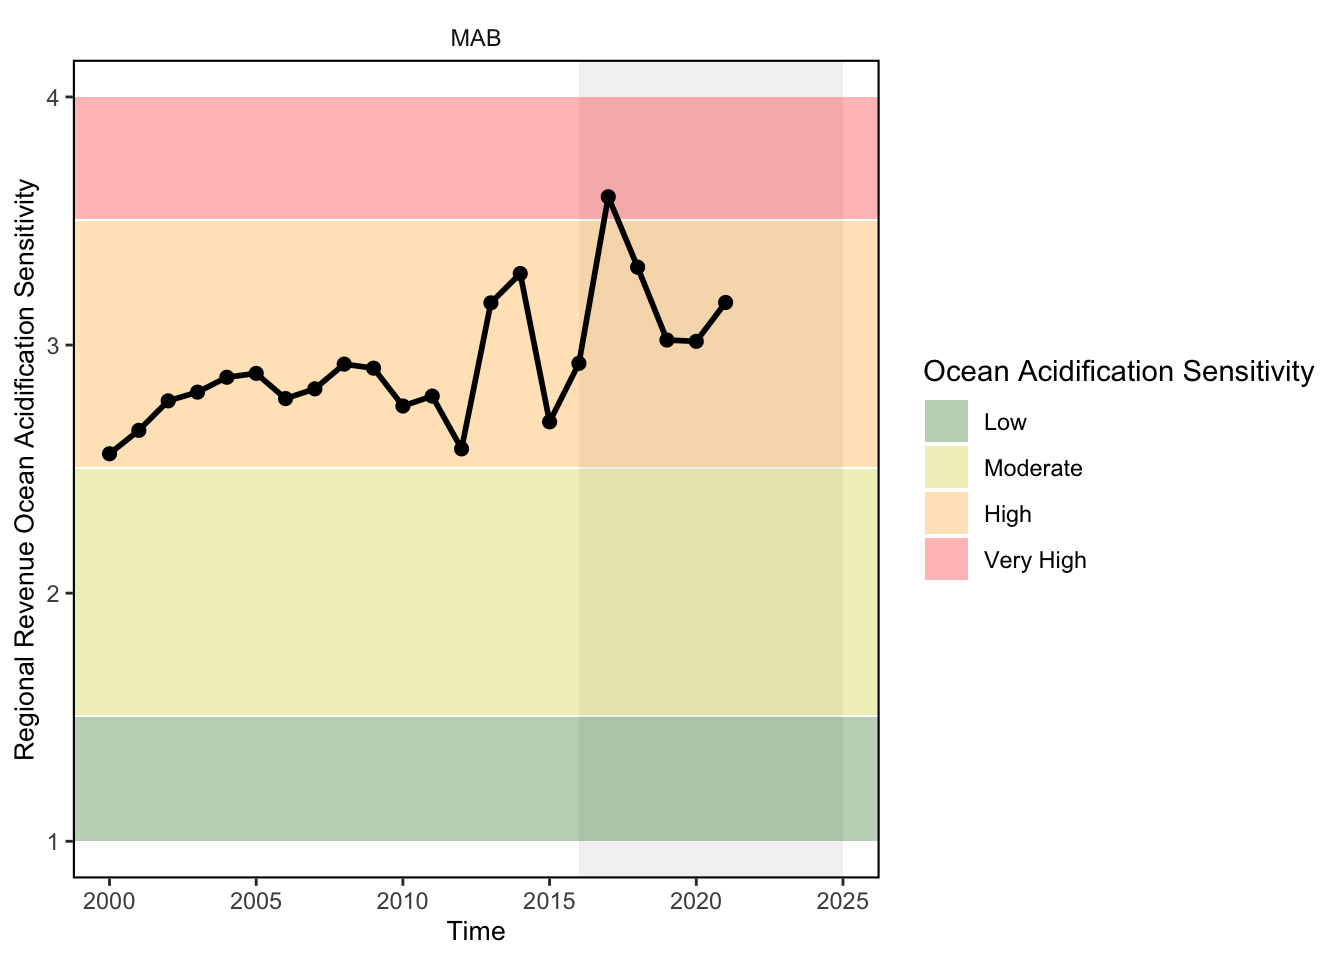 MAB
Regional Revenue Ocean Acidification Sensitivity
4
3
2
1
2000 2005 2010 2015 2020 2025
Time
Ocean Acidification Sensitivity
Low
Moderate
High
Very High